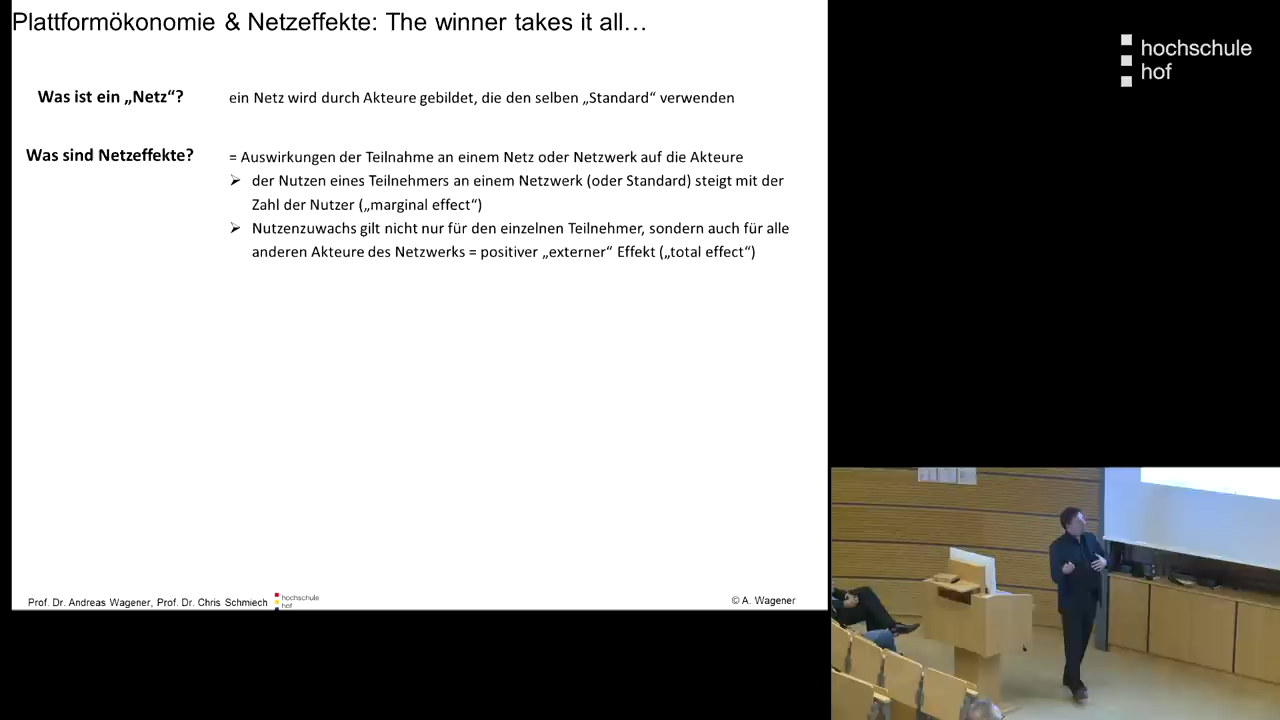 Plattformökonomie & Netzeffekte: The winner takes it all…
hochschule
hof
Was ist ein „Netz“?
ein Netz wird durch Akteure gebildet, die den selben „Standard“ verwenden
Was sind Netzeffekte?
= Auswirkungen der Teilnahme an einem Netz oder Netzwerk auf die Akteure
➢ der Nutzen eines Teilnehmers an einem Netzwerk (oder Standard) steigt mit der
Zahl der Nutzer („marginal effect“)
➢ Nutzenzuwachs gilt nicht nur für den einzelnen Teilnehmer, sondern auch für alle
anderen Akteure des Netzwerks = positiver „externer“ Effekt („total effect“)
Prof. Dr. Andreas Wagener, Prof. Dr. Chris Schmiech
hochschule
hof
© A. Wagener